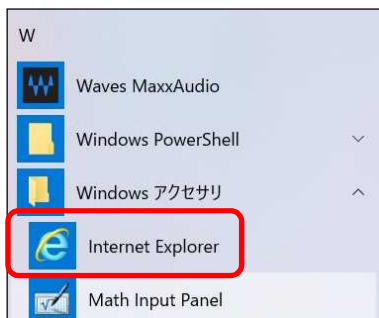 W
Waves MaxxAudio
Windows PowerShell
Windows アクセサリ
Internet Explorer
Math Input Panel